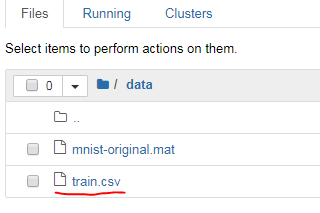 Files Running Clusters
Select items to perform actions on them.
0 / data
..
mnist-original.mat
train.csv